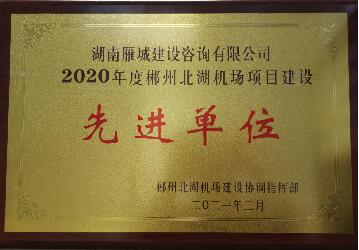 湖南雁城建设咨询有限公司
2020年度郴州北湖机场项目建设
先进单位
郴州北湖机场建设协调指挥部
二〇二一年二月